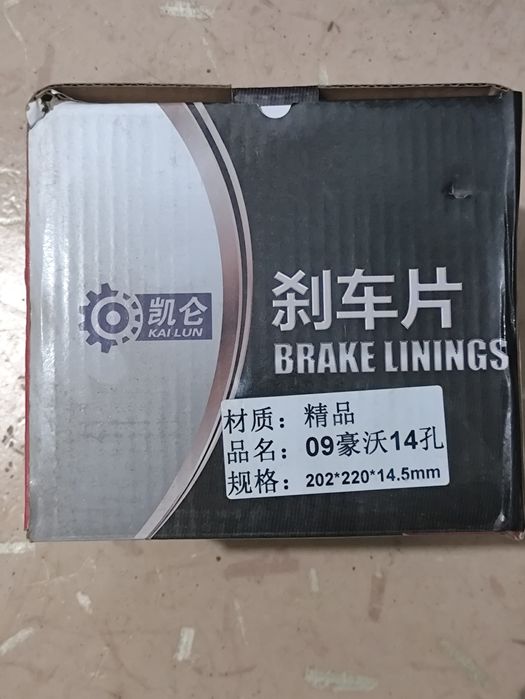 凯仑
KAI LUN
刹车片
BRAKE LININGS
材质：精品
品名：09豪沃14孔
规格：202*220*14.5mm